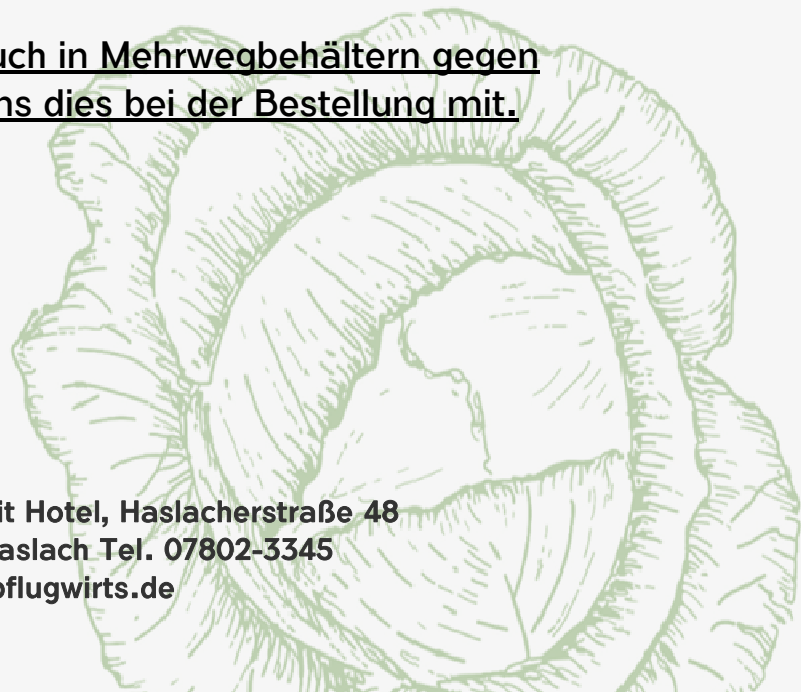 uch in Mehrwegbehältern gegen
ns dies bei der Bestellung mit.
it Hotel, Haslacherstraße 48
aslach Tel. 07802-3345
pflugwirts.de